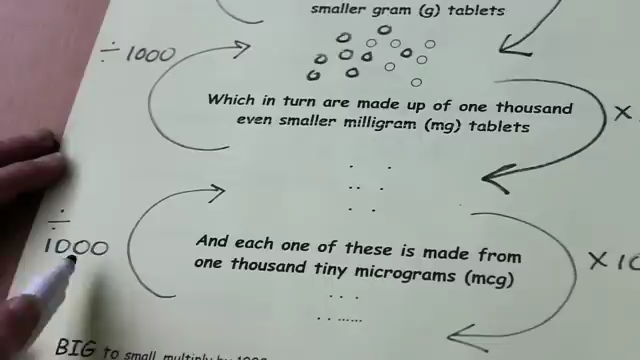 smaller gram (g) tablets
÷ 1000
Which in turn are made up of one thousand
even smaller milligram (mg) tablets
×
÷
1000
And each one of these is made from
one thousand tiny micrograms (mcg)
× 10
BIG to small multiply by